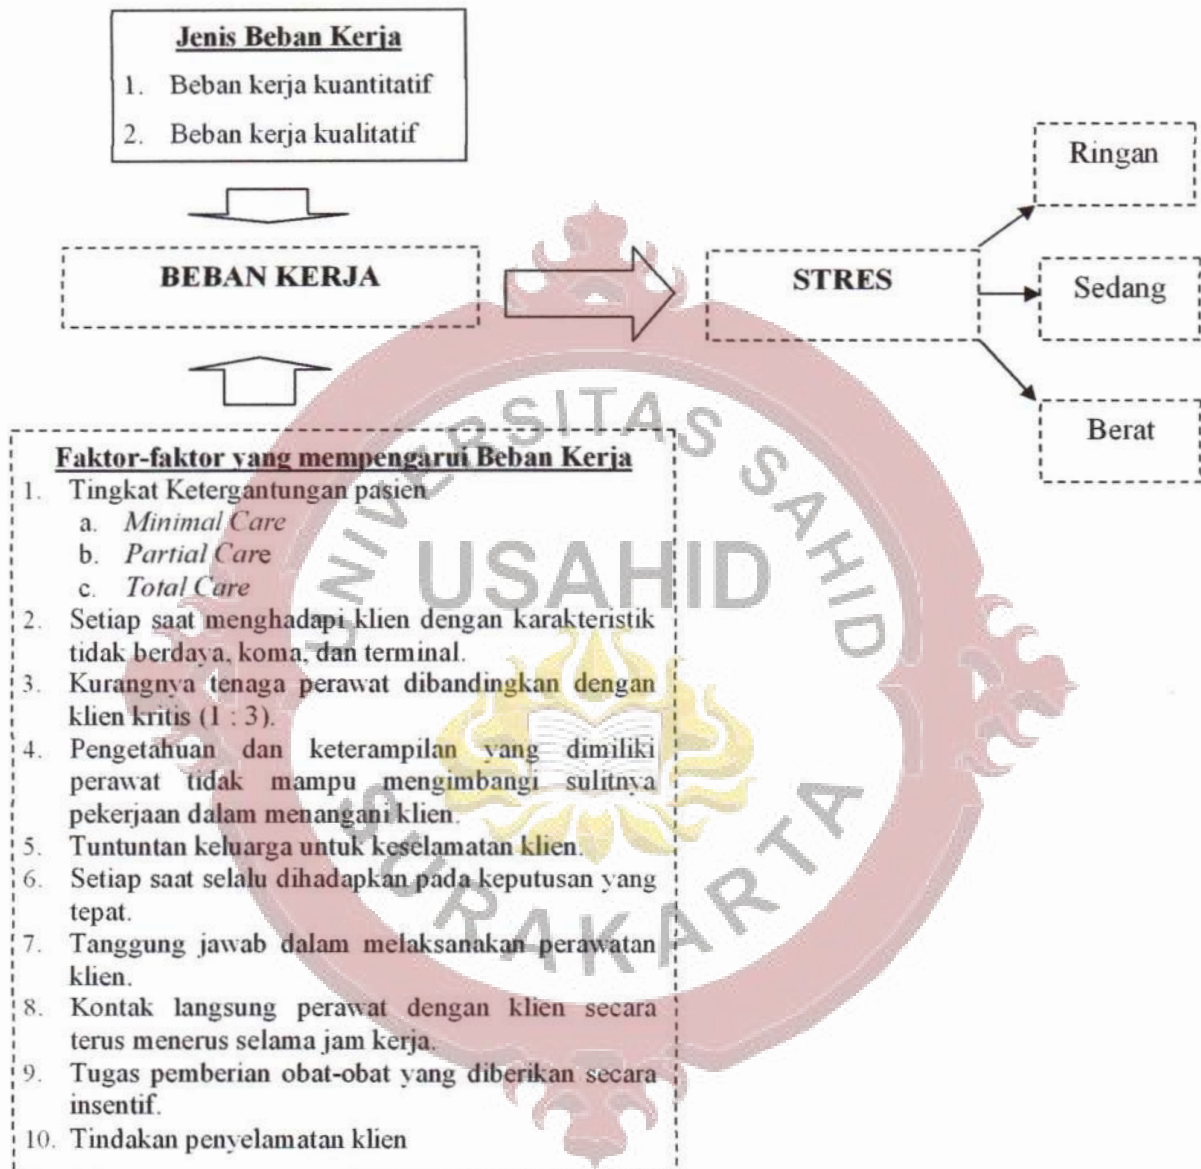 Jenis Beban Kerja
1. Beban kerja kuantitatif
2. Beban kerja kualitatif
BEBAN KERJA
STRES
Ringan
Sedang
Berat
Faktor-faktor yang mempengarui Beban Kerja
1. Tingkat Ketergantungan pasien
a. Minimal Care
b. Partial Care
c. Total Care
2. Setiap saat menghadapi klien dengan karakteristik
tidak berdaya, koma, dan terminal.
3. Kurangnya tenaga perawat dibandingkan dengan
klien kritis (1 : 3).
4. Pengetahuan dan keterampilan yang dimiliki
perawat tidak mampu mengimbangi sulitnya
pekerjaan dalam menangani klien.
5. Tuntuntan keluarga untuk keselamatan klien.
6. Setiap saat selalu dihadapkan pada keputusan yang
tepat.
7. Tanggung jawab dalam melaksanakan perawatan
klien.
8. Kontak langsung perawat dengan klien secara
terus menerus selama jam kerja.
9. Tugas pemberian obat-obat yang diberikan secara
insentif.
10. Tindakan penyelamatan klien
UNIVERSITAS SAHID
USAHID
SURAKARTA